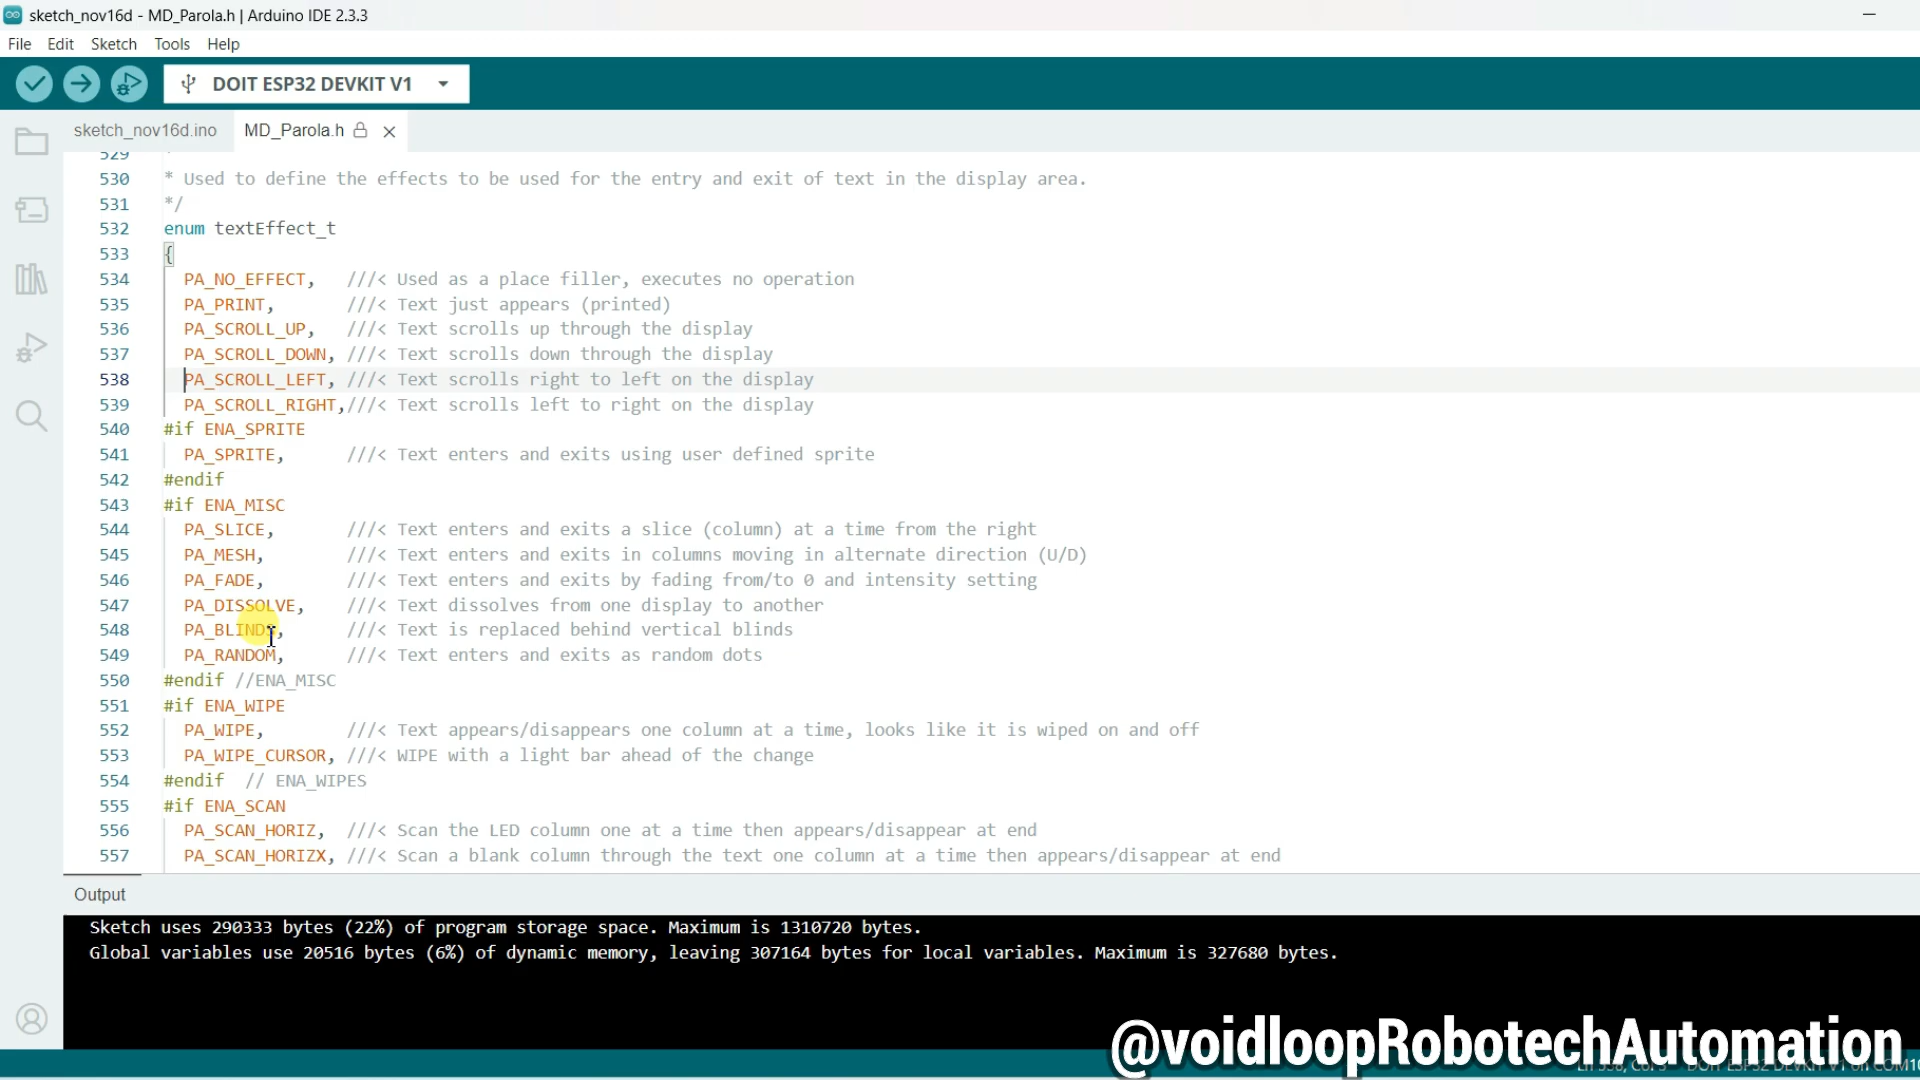 sketch_nov16d - MD_Parola.h | Arduino IDE 2.3.3
File Edit Sketch Tools Help
DOIT ESP32 DEVKIT V1
sketch_nov16d.ino MD_Parola.h
529
530 * Used to define the effects to be used for the entry and exit of text in the display area.
531 */
532 enum textEffect_t
533 {
534 PA_NO_EFFECT, ///< Used as a place filler, executes no operation
535 PA_PRINT, ///< Text just appears (printed)
536 PA_SCROLL_UP, ///< Text scrolls up through the display
537 PA_SCROLL_DOWN, ///< Text scrolls down through the display
538 PA_SCROLL_LEFT, ///< Text scrolls right to left on the display
539 PA_SCROLL_RIGHT,///< Text scrolls left to right on the display
540 #if ENA_SPRITE
541 PA_SPRITE, ///< Text enters and exits using user defined sprite
542 #endif
543 #if ENA_MISC
544 PA_SLICE, ///< Text enters and exits a slice (column) at a time from the right
545 PA_MESH, ///< Text enters and exits in columns moving in alternate direction (U/D)
546 PA_FADE, ///< Text enters and exits by fading from/to 0 and intensity setting
547 PA_DISSOLVE, ///< Text dissolves from one display to another
548 PA_BLINDS, ///< Text is replaced behind vertical blinds
549 PA_RANDOM, ///< Text enters and exits as random dots
550 #endif //ENA_MISC
551 #if ENA_WIPE
552 PA_WIPE, ///< Text appears/disappears one column at a time, looks like it is wiped on and off
553 PA_WIPE_CURSOR, ///< WIPE with a light bar ahead of the change
554 #endif // ENA_WIPES
555 #if ENA_SCAN
556 PA_SCAN_HORIZ, ///< Scan the LED column one at a time then appears/disappear at end
557 PA_SCAN_HORIZX, ///< Scan a blank column through the text one column at a time then appears/disappear at end
Output
Sketch uses 290333 bytes (22%) of program storage space. Maximum is 1310720 bytes.
Global variables use 20516 bytes (6%) of dynamic memory, leaving 307164 bytes for local variables. Maximum is 327680 bytes.
@voidloopRobotechAutomation